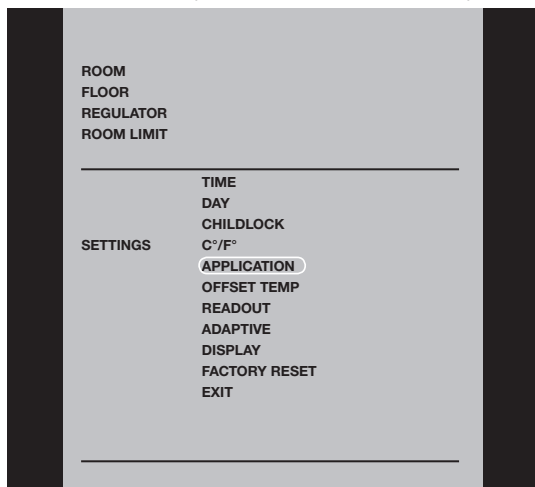 ROOM
FLOOR
REGULATOR
ROOM LIMIT
TIME
DAY
CHILDLOCK
SETTINGS C°/F°
APPLICATION
OFFSET TEMP
READOUT
ADAPTIVE
DISPLAY
FACTORY RESET
EXIT